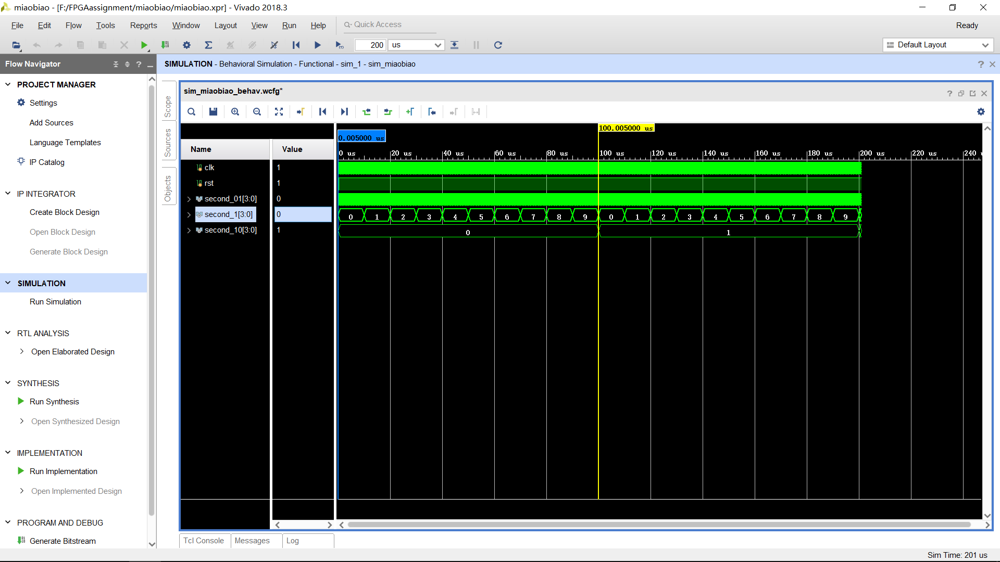 miaobiao - [F:/FPGAassignment/miaobiao/miaobiao.xpr] - Vivado 2018.3
File Edit Flow Tools Reports Window Layout View Run Help Quick Access Ready
200 us Default Layout
Flow Navigator
SIMULATION - Behavioral Simulation - Functional - sim_1 - sim_miaobiao
PROJECT MANAGER
Settings
Add Sources
Language Templates
IP Catalog
IP INTEGRATOR
Create Block Design
Open Block Design
Generate Block Design
SIMULATION
Run Simulation
RTL ANALYSIS
Open Elaborated Design
SYNTHESIS
Run Synthesis
Open Synthesized Design
IMPLEMENTATION
Run Implementation
Open Implemented Design
PROGRAM AND DEBUG
Generate Bitstream
Scope
Sources
Objects
sim_miaobiao_behav.wcfg*
100.005000 us
0.005000 us
Name Value
0 us 20 us 40 us 60 us 80 us 100 us 120 us 140 us 160 us 180 us 200 us 220 us 240
clk 1
rst 1
second_01[3:0] 0
second_1[3:0] 0 0 1 2 3 4 5 6 7 8 9 0 1 2 3 4 5 6 7 8 9
second_10[3:0] 1 0 1
Tcl Console Messages Log
Sim Time: 201 us